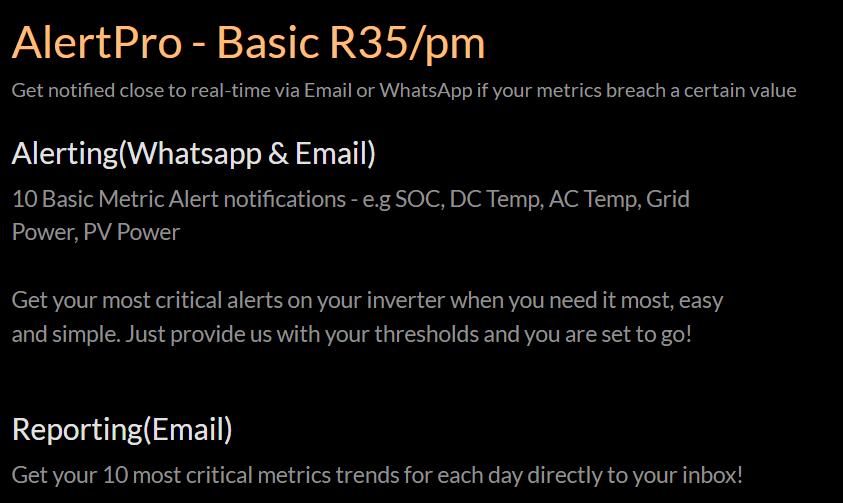 AlertPro - Basic R35/pm
Get notified close to real-time via Email or WhatsApp if your metrics breach a certain value
Alerting(Whatsapp & Email)
10 Basic Metric Alert notifications - e.g SOC, DC Temp, AC Temp, Grid
Power, PV Power
Get your most critical alerts on your inverter when you need it most, easy
and simple. Just provide us with your thresholds and you are set to go!
Reporting(Email)
Get your 10 most critical metrics trends for each day directly to your inbox!